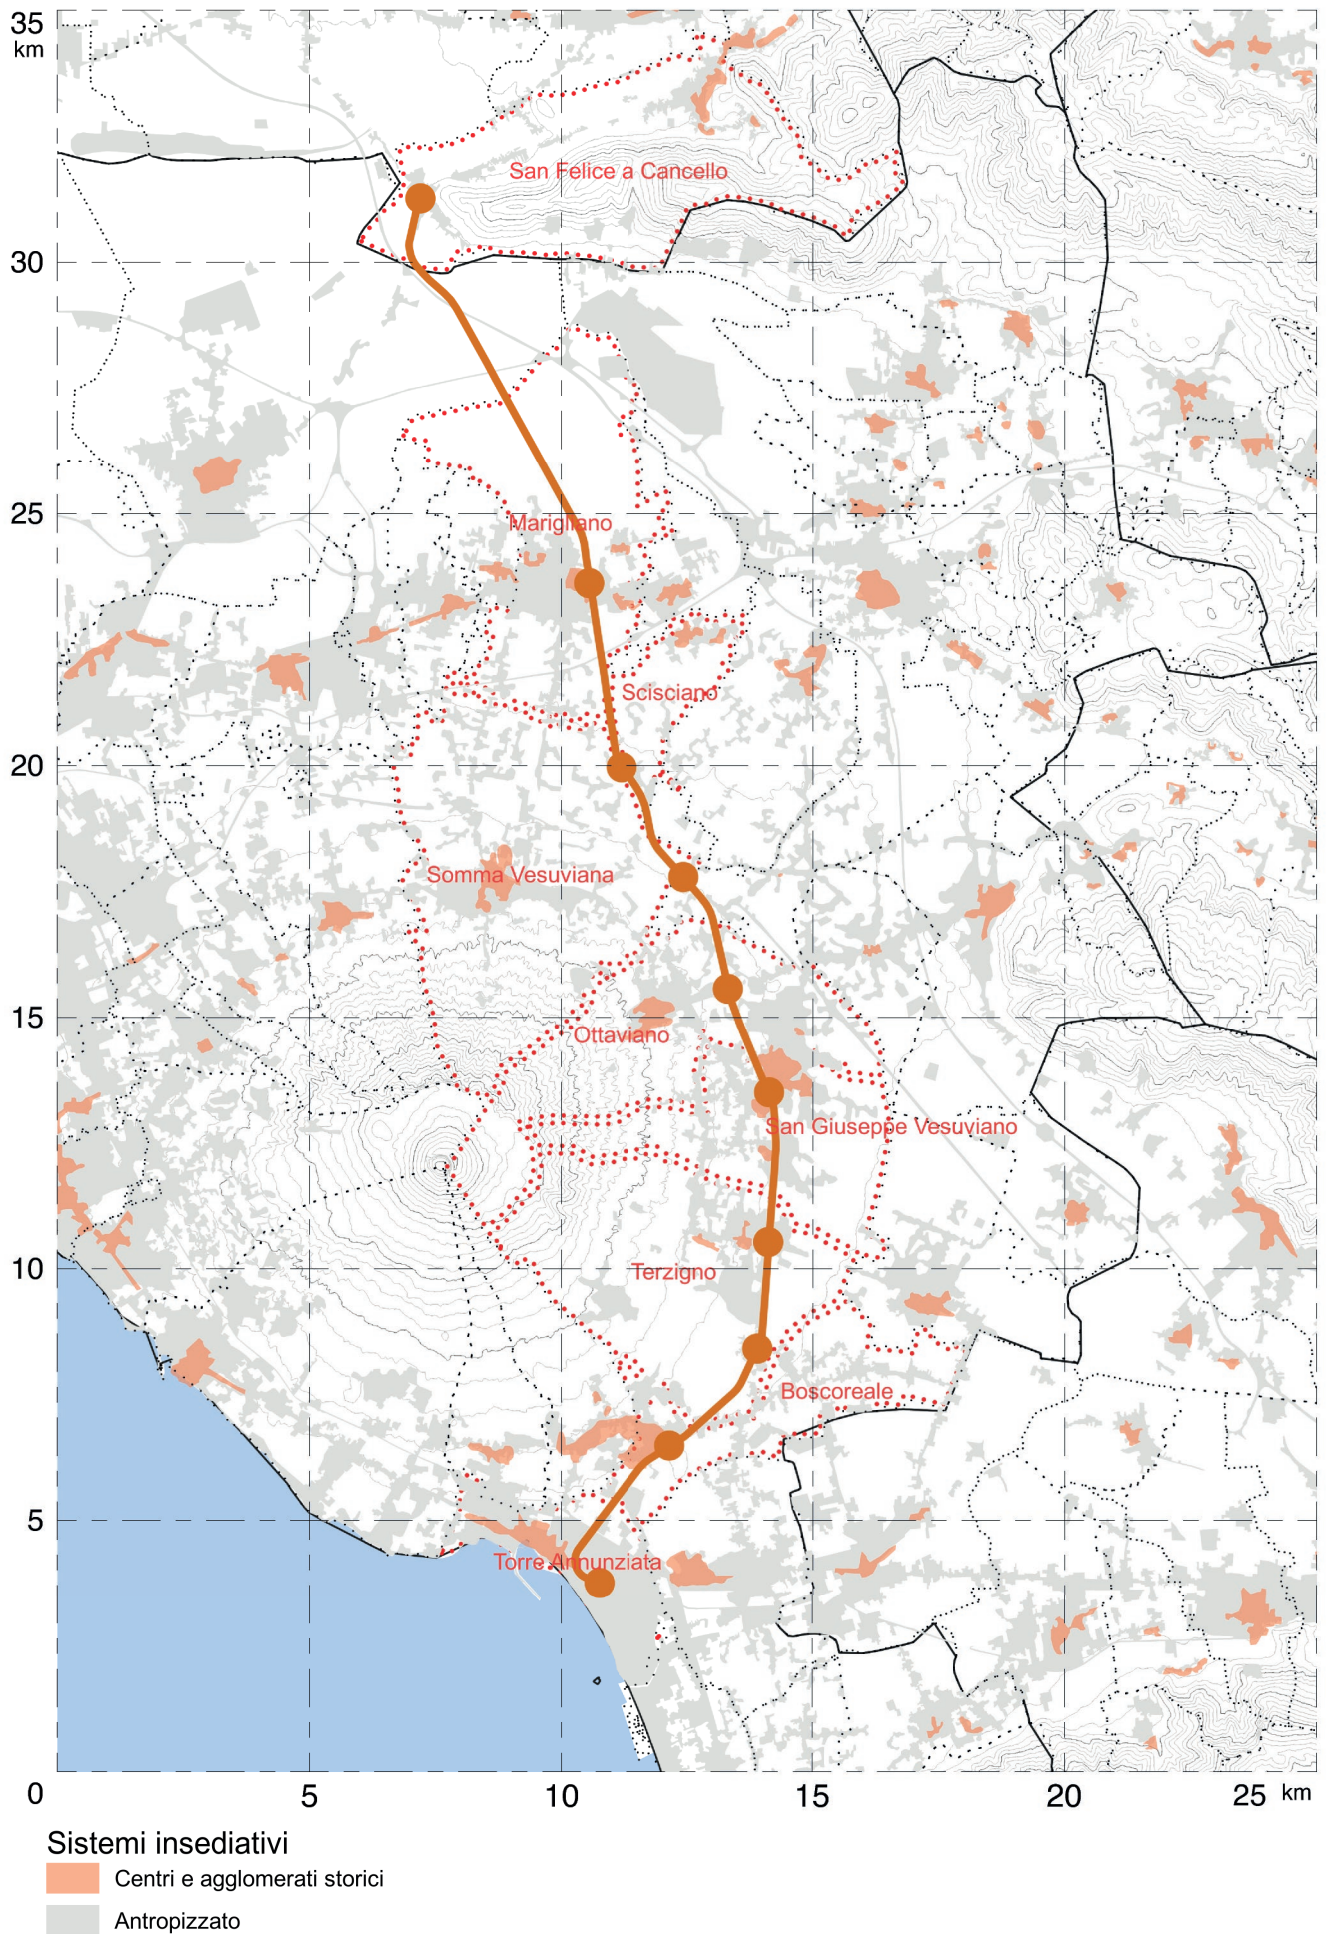 35
km
San Felice a Cancello
30
25
Marigliano
Scisciano
20
Somma Vesuviana
15
Ottaviano
San Giuseppe Vesuviano
10
Terzigno
Boscoreale
5
Torre Annunziata
0 5 10 15 20 25 km
Sistemi insediativi
Centri e agglomerati storici
Antropizzato